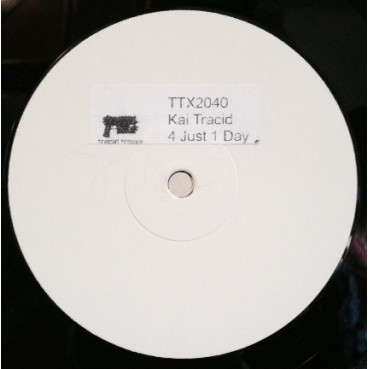 TTX2040
Kai Tracid
4 Just 1 Day